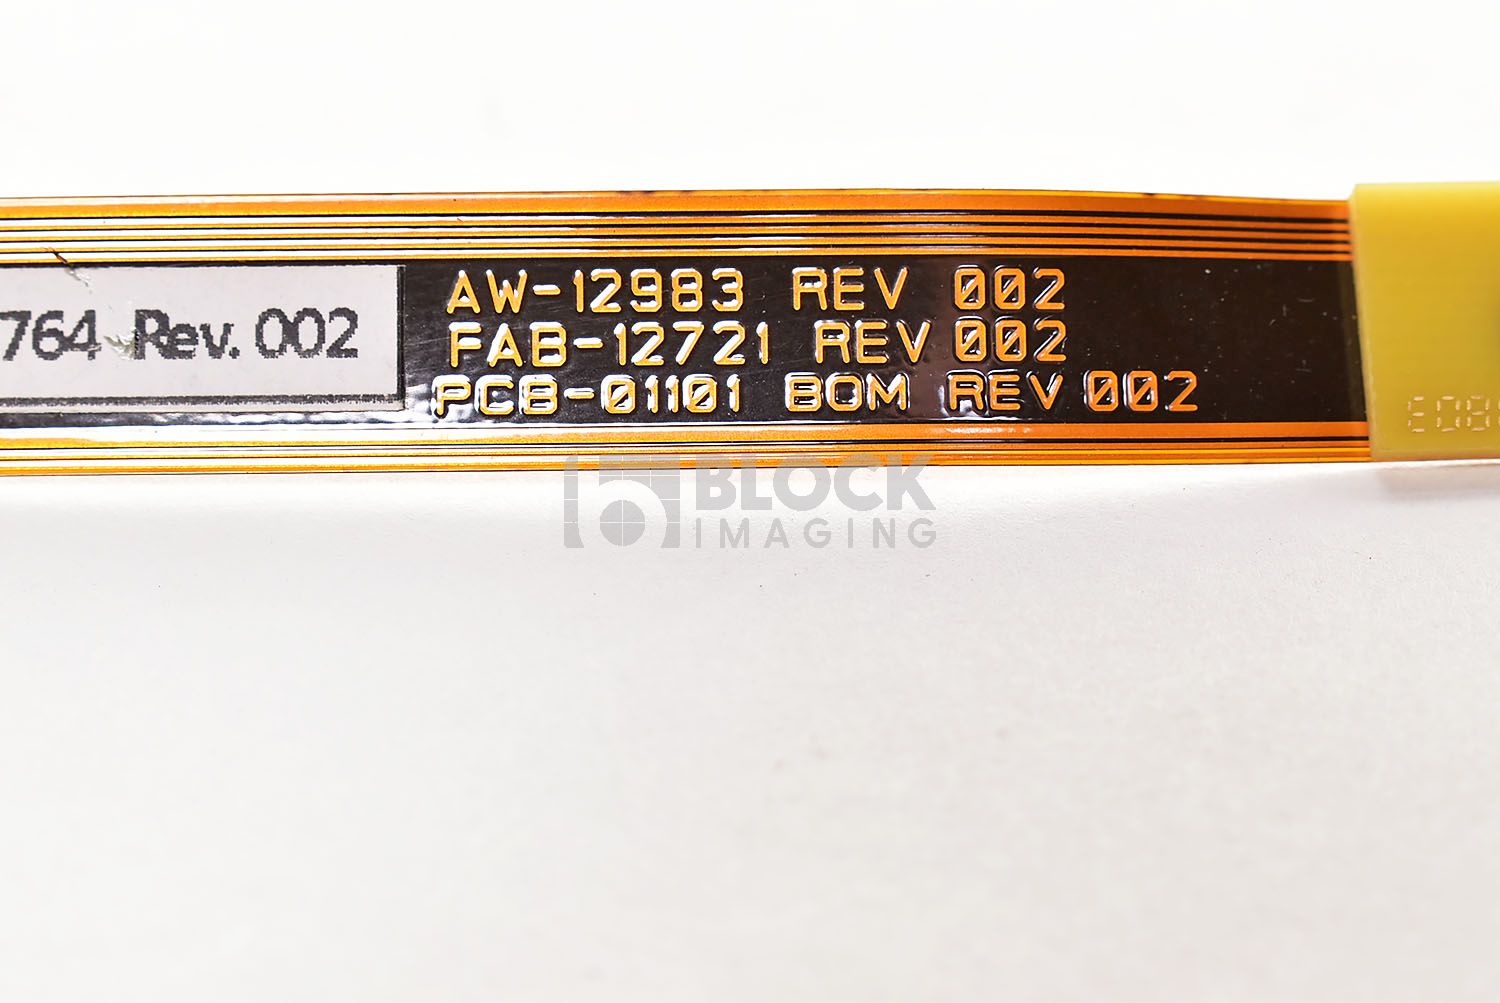 764 Rev. 002
AW-12983 REV 002
FAB-12721 REV 002
PCB-01101 BOM REV 002
BLOCK
IMAGING